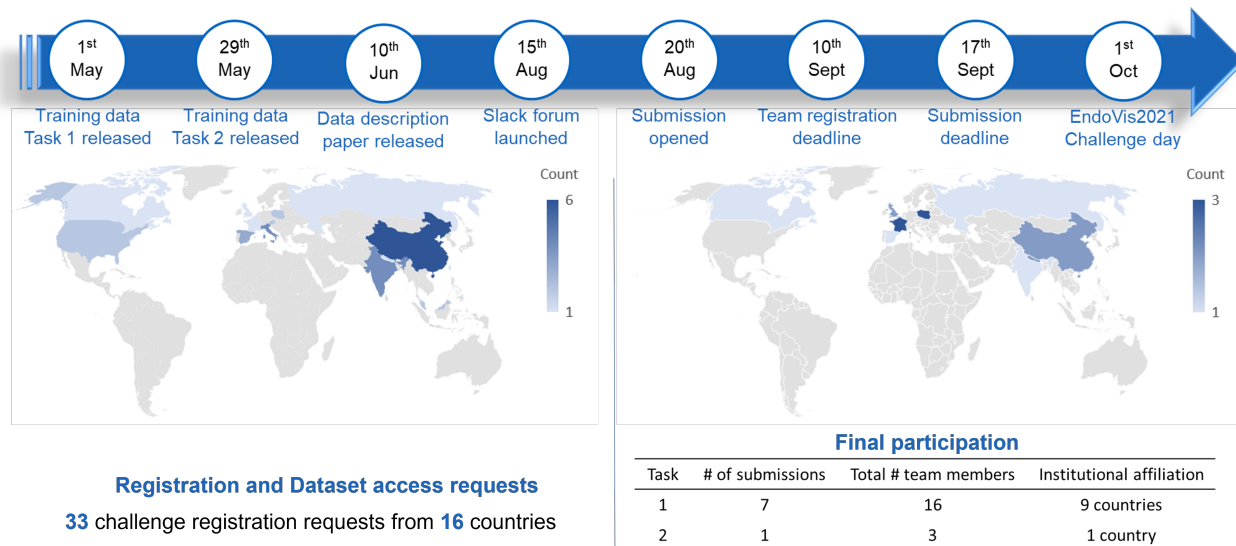 1st
May
29th
May
10th
Jun
15th
Aug
20th
Aug
10th
Sept
17th
Sept
1st
Oct
Training data
Task 1 released
Training data
Task 2 released
Data description
paper released
Slack forum
launched
Submission
opened
Team registration
deadline
Submission
deadline
EndoVis2021
Challenge day
Count
6
1
Count
3
1
Registration and Dataset access requests
33 challenge registration requests from 16 countries
Final participation
Task # of submissions Total # team members Institutional affiliation
1 7 16 9 countries
2 1 3 1 country